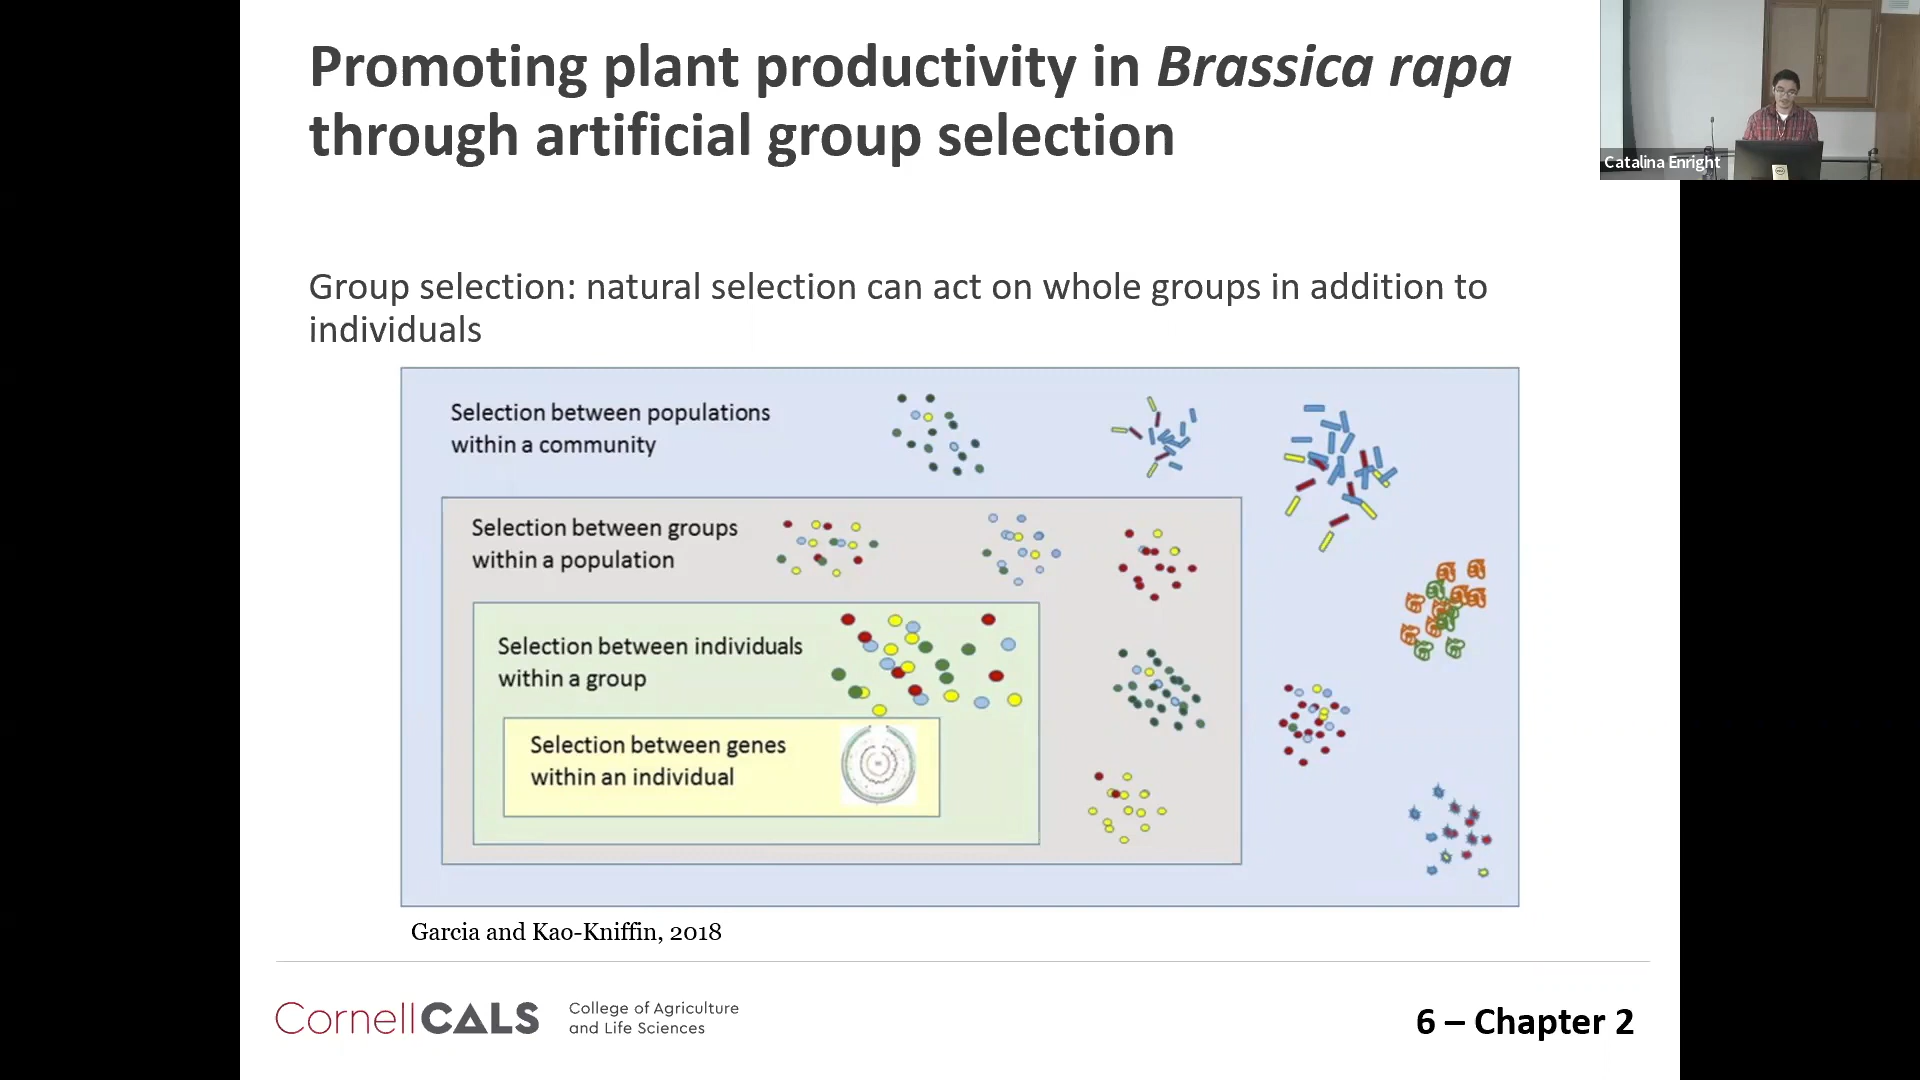 Promoting plant productivity in Brassica rapa
through artificial group selection
Catalina Enright
Group selection: natural selection can act on whole groups in addition to
individuals
Selection between populations
within a community
Selection between groups
within a population
Selection between individuals
within a group
Selection between genes
within an individual
Garcia and Kao-Kniffin, 2018
CornellCALS
College of Agriculture
and Life Sciences
6 – Chapter 2